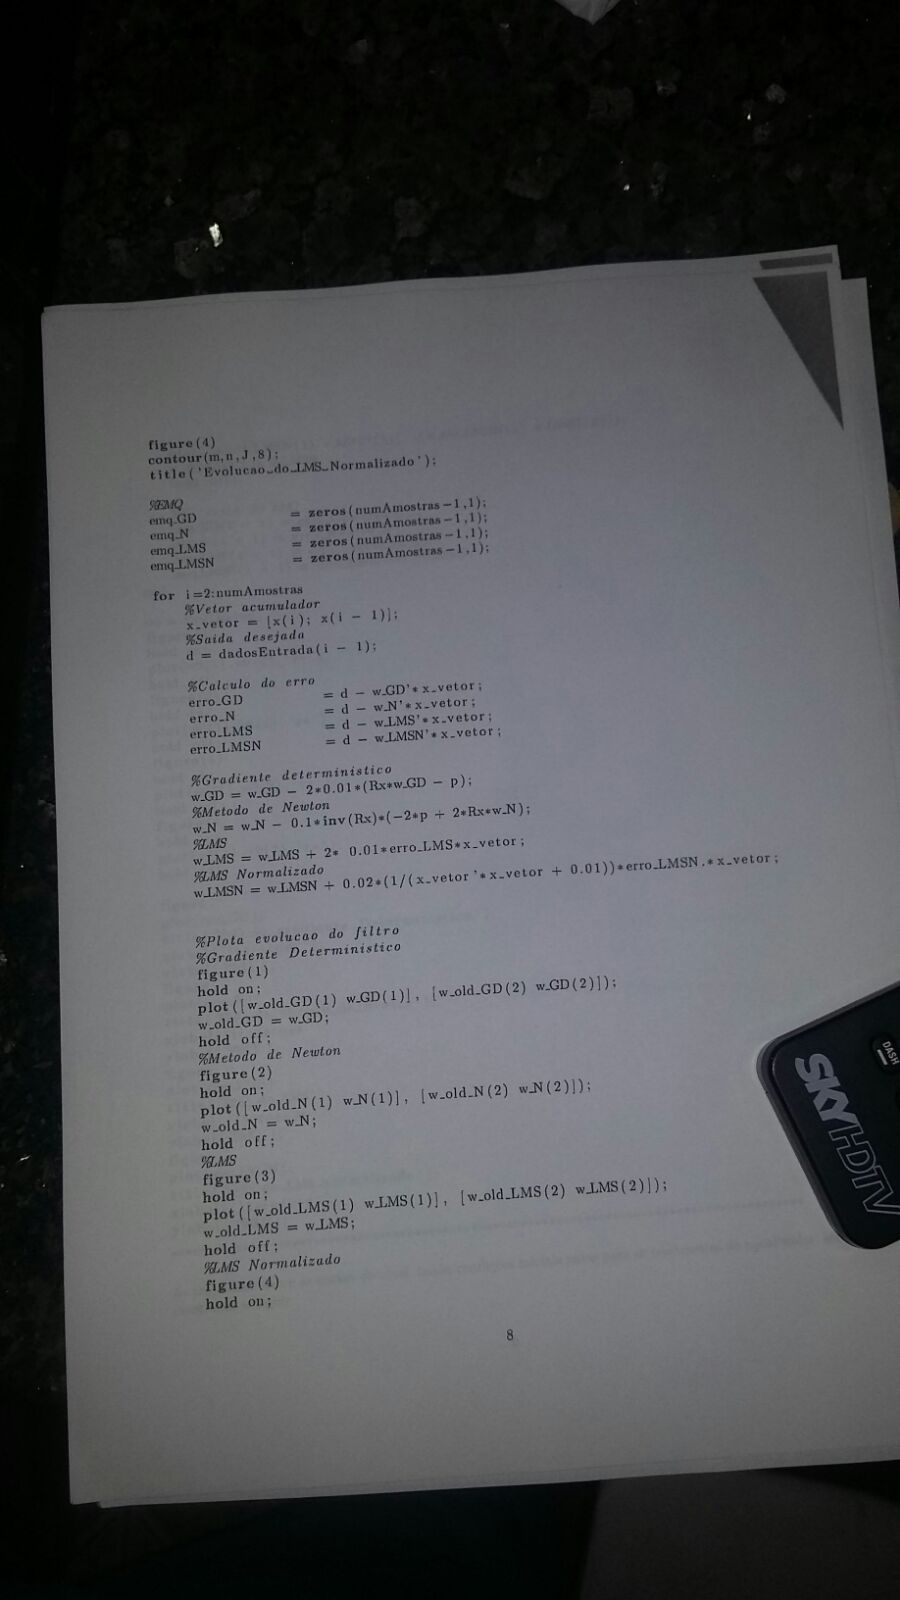 figure(4)
contour(m,n,J,8);
title('Evolucao_do_LMS_Normalizado');
%EMQ
emq_GD = zeros(numAmostras-1,1);
emq_N = zeros(numAmostras-1,1);
emq_LMS = zeros(numAmostras-1,1);
emq_LMSN = zeros(numAmostras-1,1);
for i=2:numAmostras
%Vetor acumulador
x_vetor = [x(i); x(i - 1)];
%Saida desejada
d = dadosEntrada(i - 1);
%Calculo do erro
erro_GD = d - w_GD'*x_vetor;
erro_N = d - w_N'*x_vetor;
erro_LMS = d - w_LMS'*x_vetor;
erro_LMSN = d - w_LMSN'*x_vetor;
%Gradiente deterministico
w_GD = w_GD - 2*0.01*(Rx*w_GD - p);
%Metodo de Newton
w_N = w_N - 0.1*inv(Rx)*(-2*p + 2*Rx*w_N);
%LMS
w_LMS = w_LMS + 2* 0.01*erro_LMS*x_vetor;
%LMS Normalizado
w_LMSN = w_LMSN + 0.02*(1/(x_vetor'*x_vetor + 0.01))*erro_LMSN.*x_vetor;
%Plota evolucao do filtro
%Gradiente Deterministico
figure(1)
hold on;
plot([w_old_GD(1) w_GD(1)], [w_old_GD(2) w_GD(2)]);
w_old_GD = w_GD;
hold off;
%Metodo de Newton
figure(2)
hold on;
plot([w_old_N(1) w_N(1)], [w_old_N(2) w_N(2)]);
w_old_N = w_N;
hold off;
%LMS
figure(3)
hold on;
plot([w_old_LMS(1) w_LMS(1)], [w_old_LMS(2) w_LMS(2)]);
w_old_LMS = w_LMS;
hold off;
%LMS Normalizado
figure(4)
hold on;
8
DASH
SKYHDTV